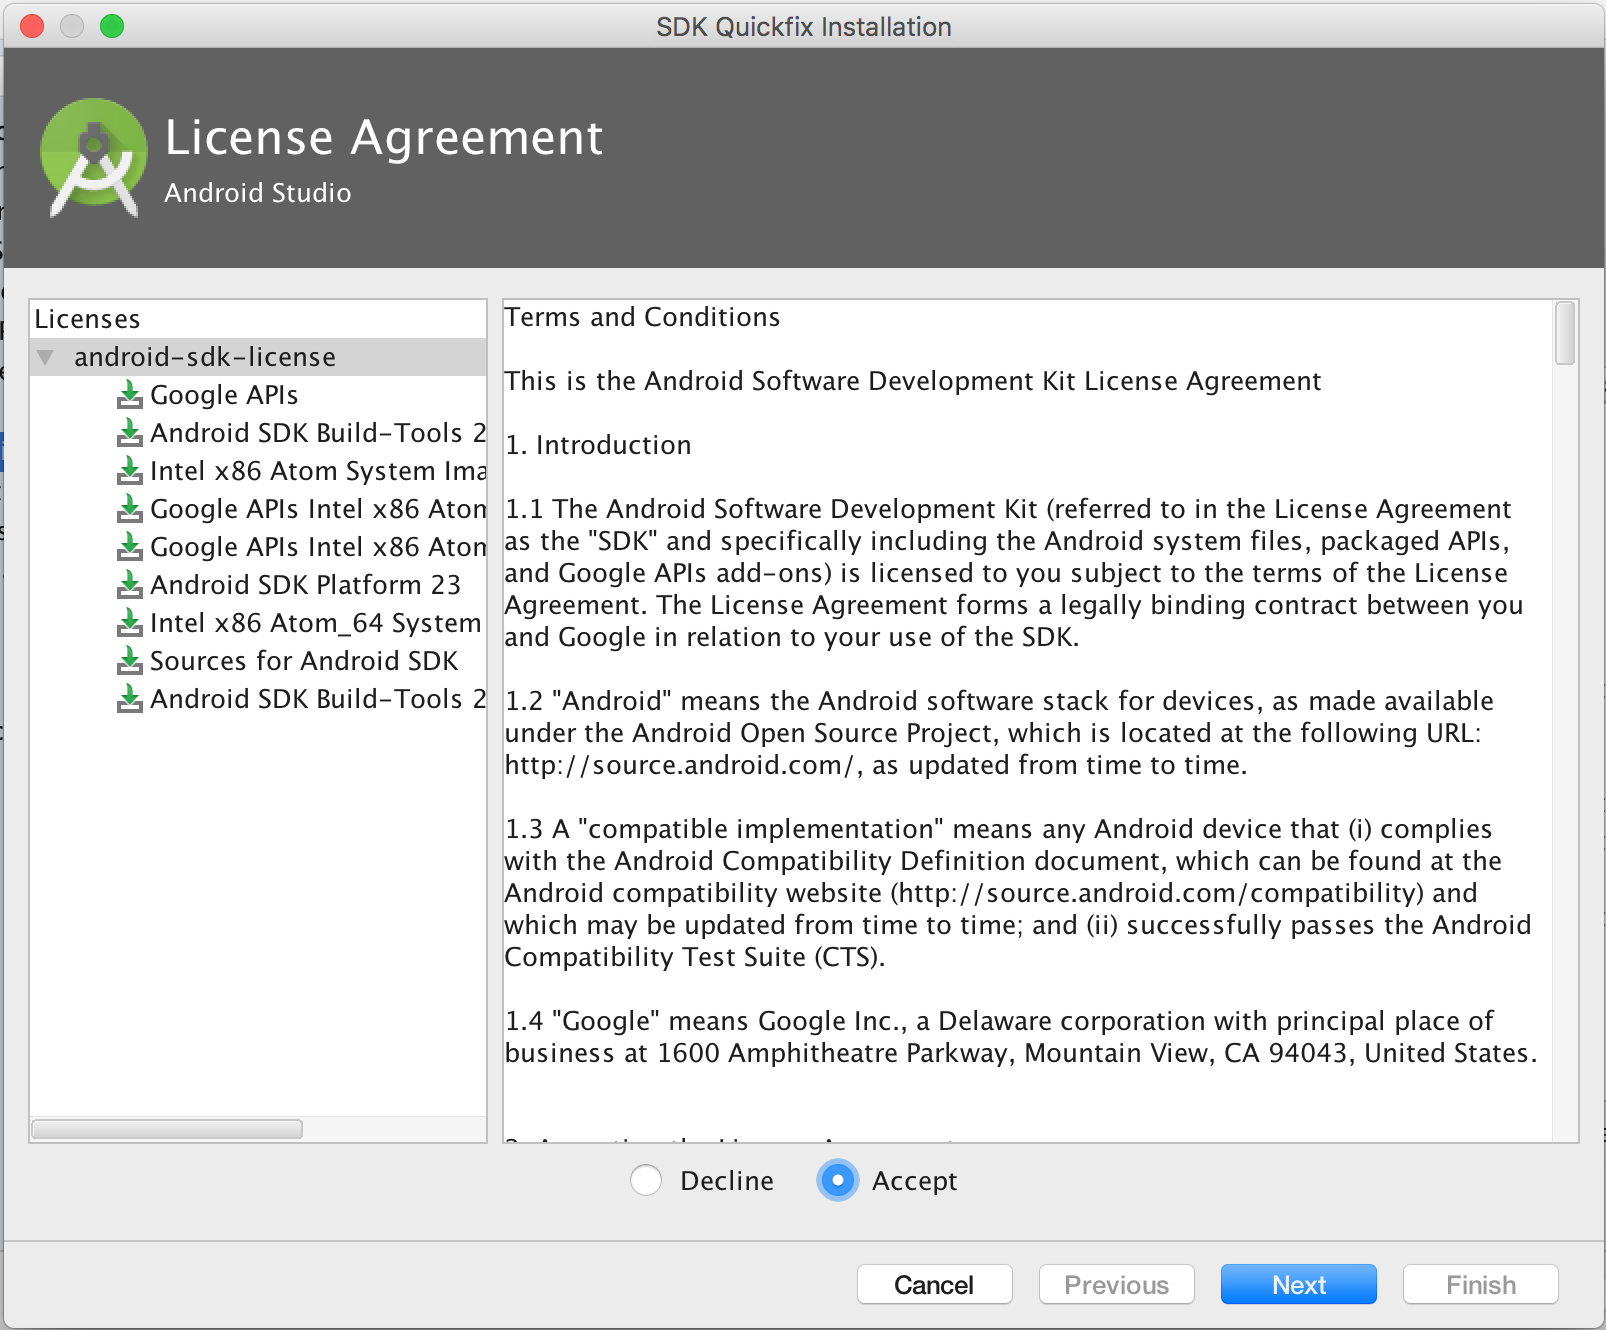 SDK Quickfix Installation
License Agreement
Android Studio
Licenses
android-sdk-license
Google APIs
Android SDK Build-Tools 2
Intel x86 Atom System Ima
Google APIs Intel x86 Atom
Google APIs Intel x86 Atom
Android SDK Platform 23
Intel x86 Atom_64 System
Sources for Android SDK
Android SDK Build-Tools 2
Terms and Conditions
This is the Android Software Development Kit License Agreement
1. Introduction
1.1 The Android Software Development Kit (referred to in the License Agreement
as the "SDK" and specifically including the Android system files, packaged APIs,
and Google APIs add-ons) is licensed to you subject to the terms of the License
Agreement. The License Agreement forms a legally binding contract between you
and Google in relation to your use of the SDK.
1.2 "Android" means the Android software stack for devices, as made available
under the Android Open Source Project, which is located at the following URL:
http://source.android.com/, as updated from time to time.
1.3 A "compatible implementation" means any Android device that (i) complies
with the Android Compatibility Definition document, which can be found at the
Android compatibility website (http://source.android.com/compatibility) and
which may be updated from time to time; and (ii) successfully passes the Android
Compatibility Test Suite (CTS).
1.4 "Google" means Google Inc., a Delaware corporation with principal place of
business at 1600 Amphitheatre Parkway, Mountain View, CA 94043, United States.
Decline
Accept
Cancel
Previous
Next
Finish